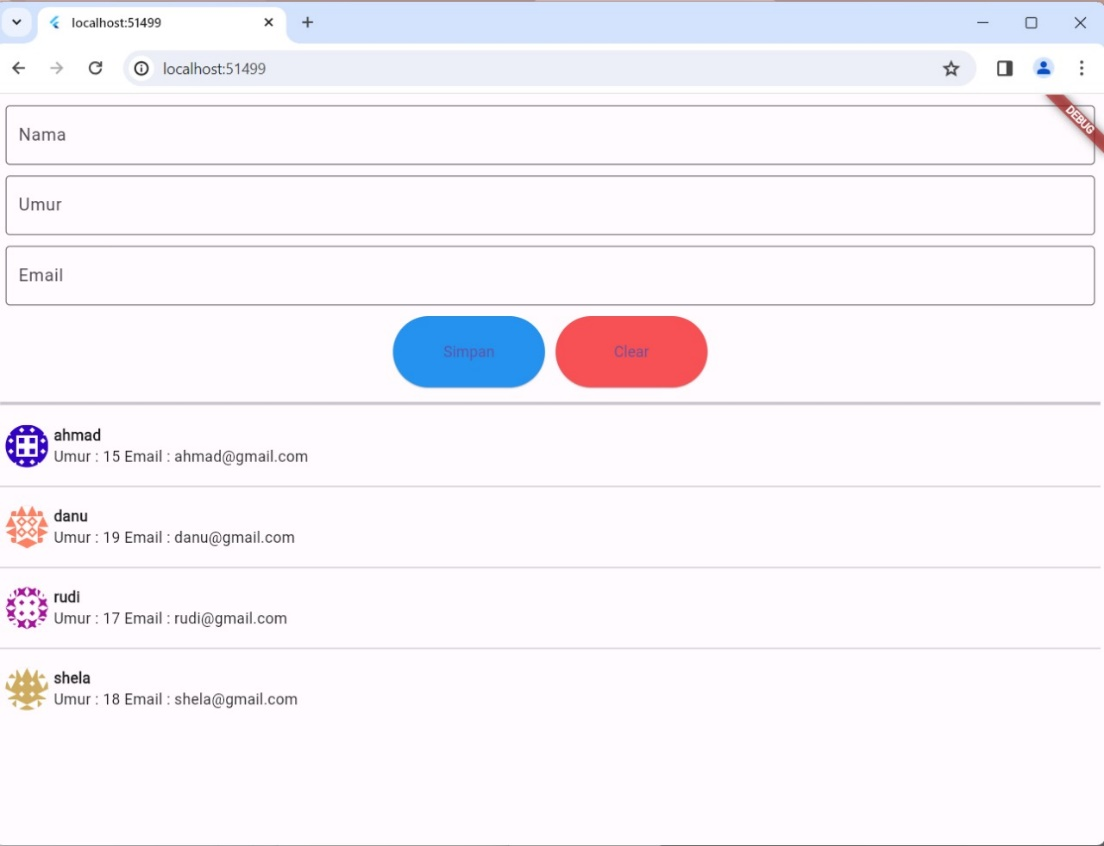 localhost:51499
localhost:51499
DEBUG
Nama
Umur
Email
Simpan Clear
ahmad
Umur : 15 Email : ahmad@gmail.com
danu
Umur : 19 Email : danu@gmail.com
rudi
Umur : 17 Email : rudi@gmail.com
shela
Umur : 18 Email : shela@gmail.com